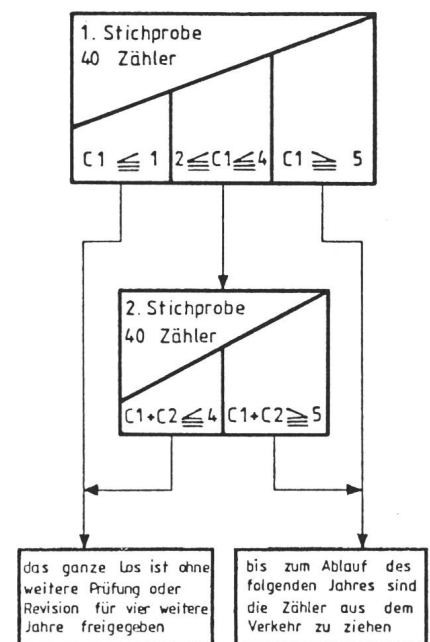 1. Stichprobe
40 Zähler
C1 ≦ 1
2≦C1≦4
C1 ≧ 5
2. Stichprobe
40 Zähler
C1+C2 ≦ 4
C1+C2 ≧ 5
das ganze Los ist ohne
weitere Prüfung oder
Revision für vier weitere
Jahre freigegeben
bis zum Ablauf des
folgenden Jahres sind
die Zähler aus dem
Verkehr zu ziehen